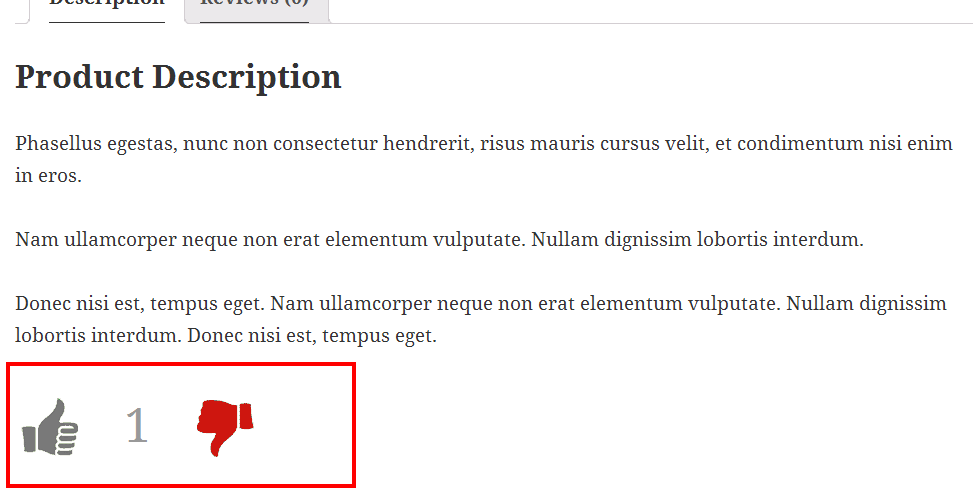 Description Reviews (0)
Product Description
Phasellus egestas, nunc non consectetur hendrerit, risus mauris cursus velit, et condimentum nisi enim
in eros.
Nam ullamcorper neque non erat elementum vulputate. Nullam dignissim lobortis interdum.
Donec nisi est, tempus eget. Nam ullamcorper neque non erat elementum vulputate. Nullam dignissim
lobortis interdum. Donec nisi est, tempus eget.
1